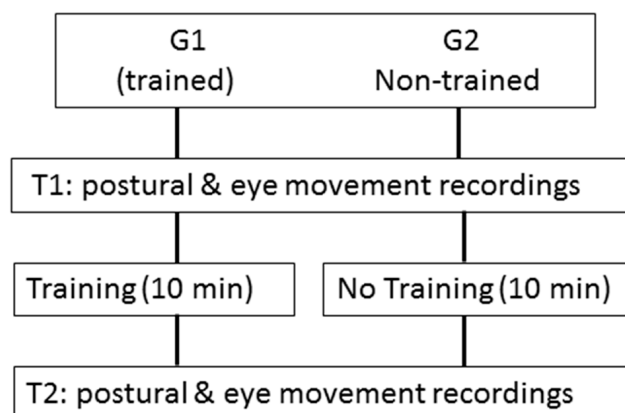 G1 G2
(trained) Non-trained
T1: postural & eye movement recordings
Training (10 min) No Training (10 min)
T2: postural & eye movement recordings